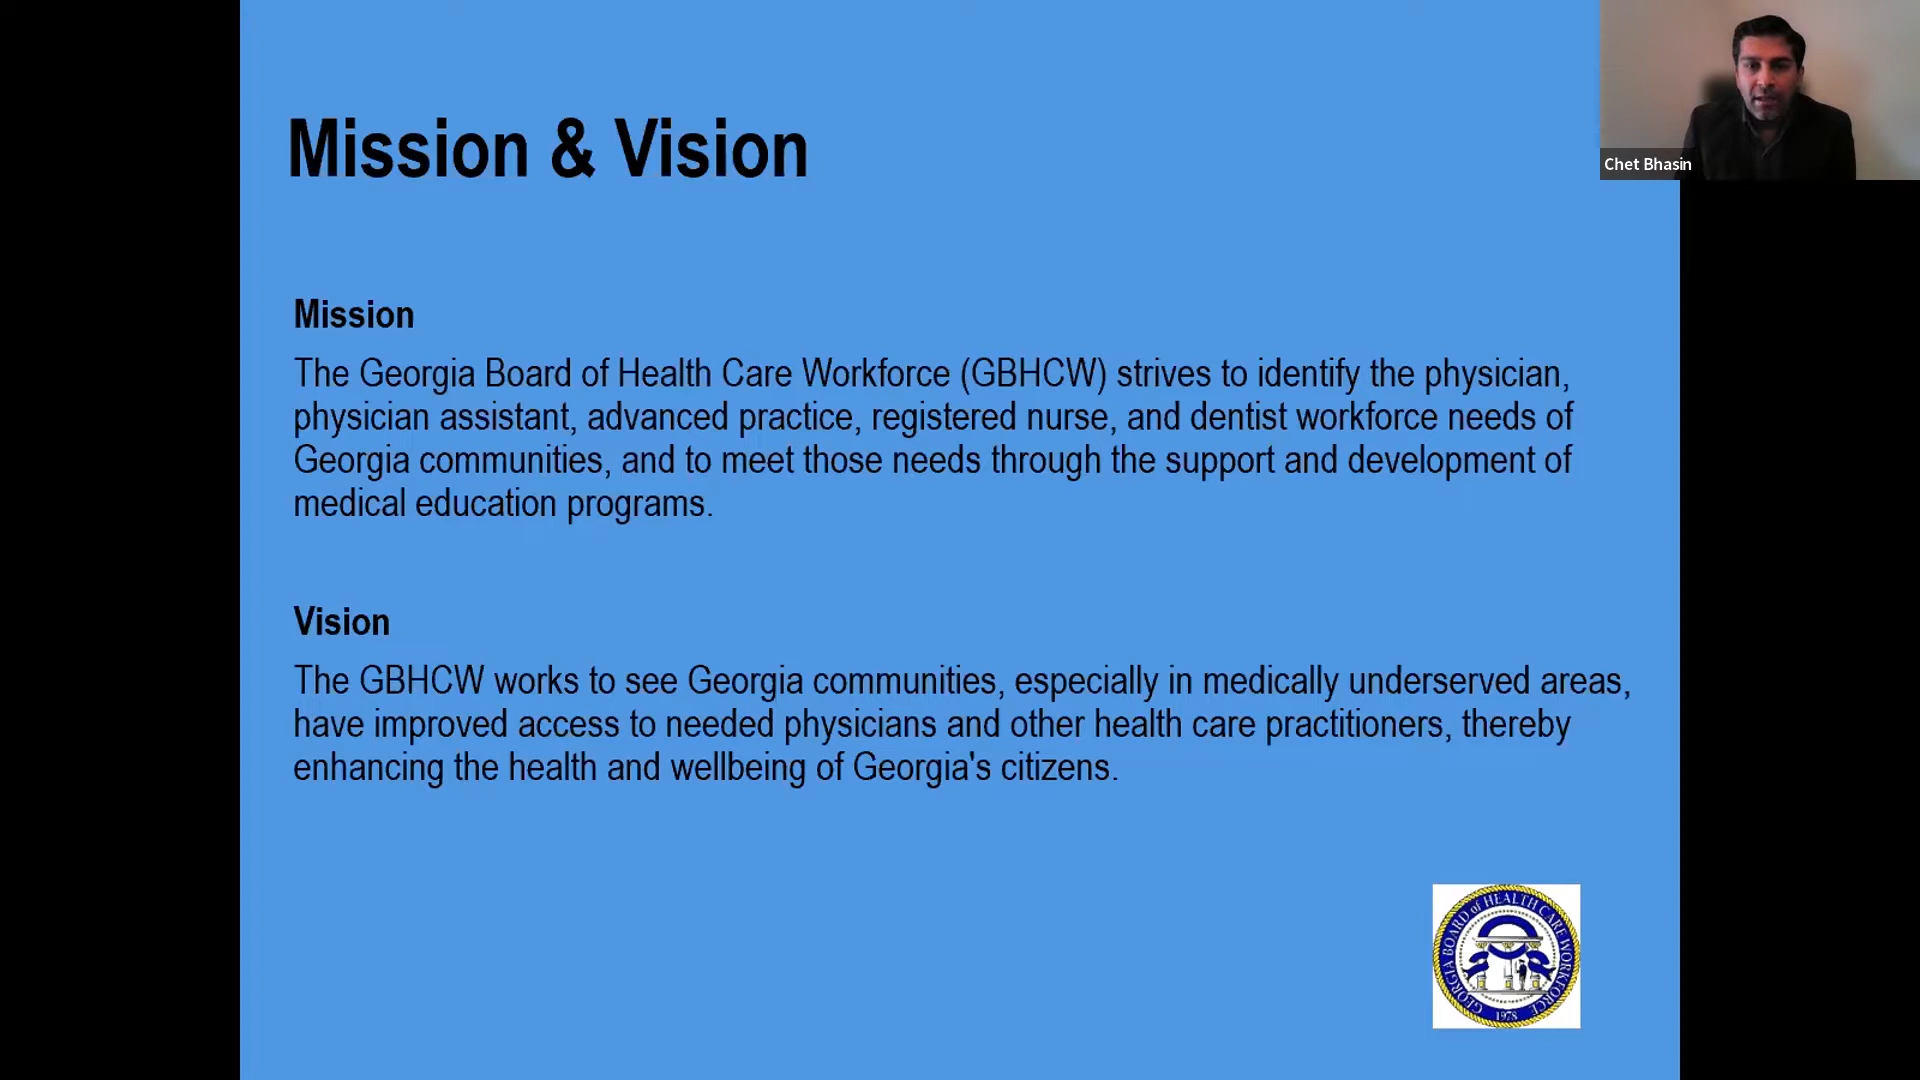 Mission & Vision
Chet Bhasin
Mission
The Georgia Board of Health Care Workforce (GBHCW) strives to identify the physician,
physician assistant, advanced practice, registered nurse, and dentist workforce needs of
Georgia communities, and to meet those needs through the support and development of
medical education programs.
Vision
The GBHCW works to see Georgia communities, especially in medically underserved areas,
have improved access to needed physicians and other health care practitioners, thereby
enhancing the health and wellbeing of Georgia's citizens.
GEORGIA BOARD of HEALTH CARE WORKFORCE
1978